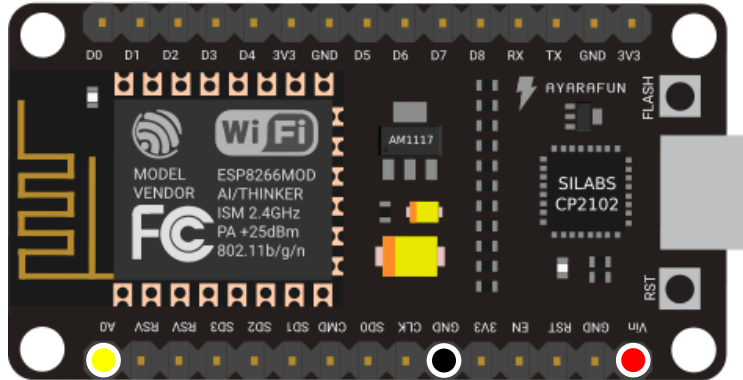 D0 D1 D2 D3 D4 3V3 GND D5 D6 D7 D8 RX TX GND 3V3
AYARAFUN
FLASH
Wi Fi
AM1117
MODEL
VENDOR
ESP8266MOD
AI/THINKER
ISM 2.4GHz
PA +25dBm
802.11b/g/n
FC
SILABS
CP2102
RST
A0 RSV RSV SD3 SD2 SD1 CMD SD0 CLK GND 3V3 EN RST GND Vin